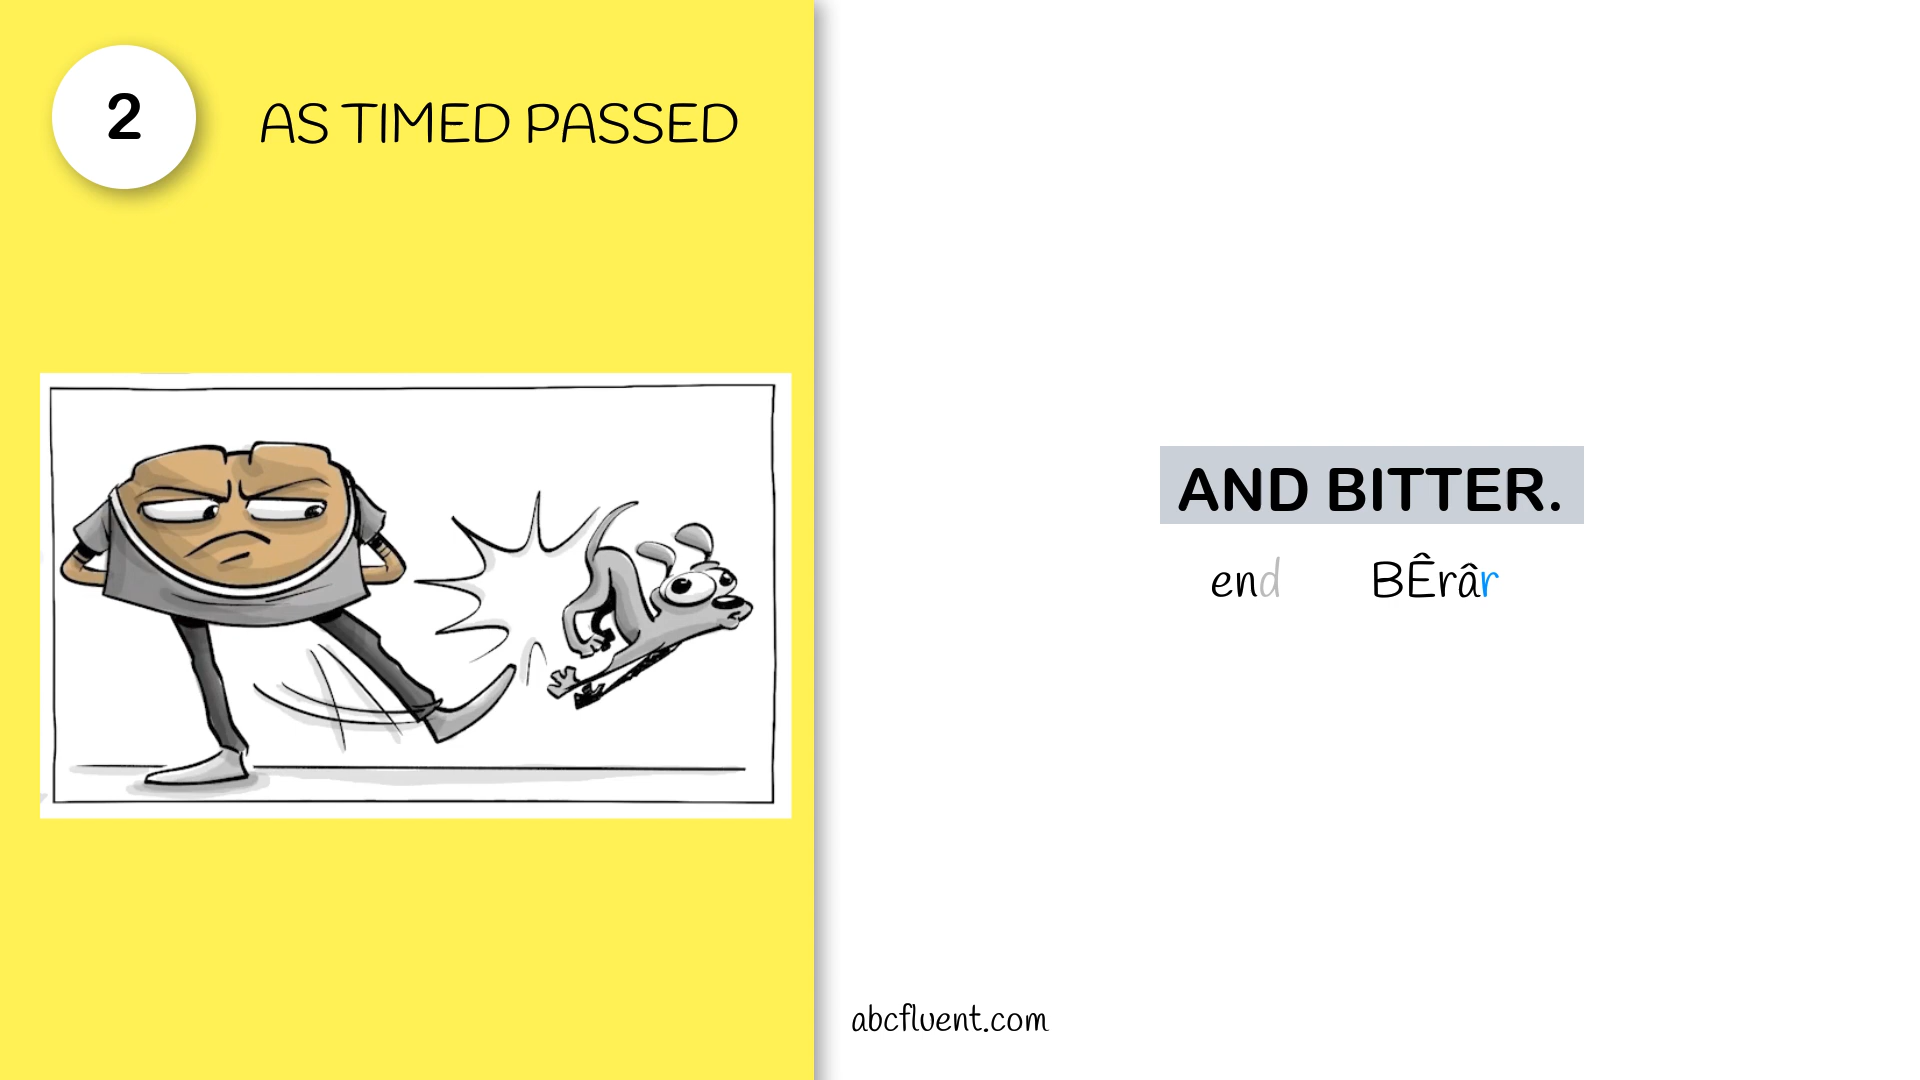 2
AS TIMED PASSED
AND BITTER.
end BÊrâr
abcfluent.com